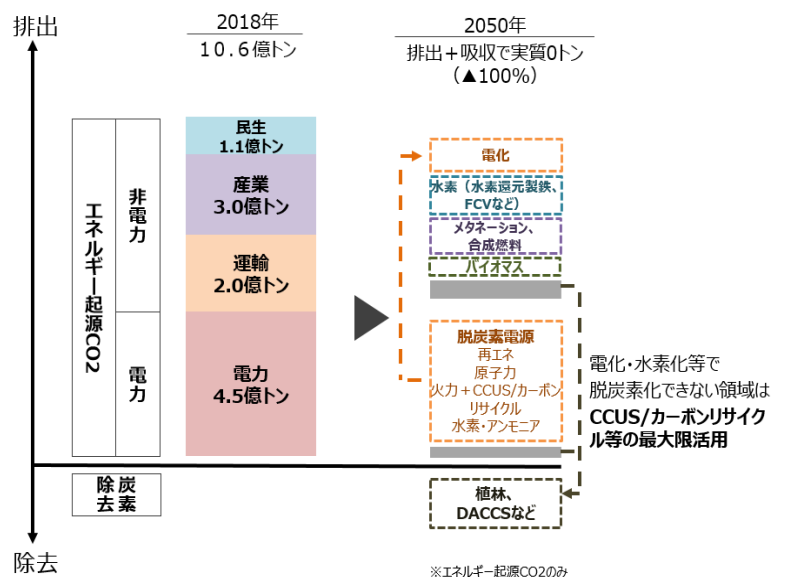 排出
2018年
10.6億トン
2050年
排出＋吸収で実質0トン
（▲100%）
エネルギー起源CO2
非電力
電力
民生
1.1億トン
産業
3.0億トン
運輸
2.0億トン
電力
4.5億トン
電化
水素（水素還元製鉄、
FCVなど）
メタネーション、
合成燃料
バイオマス
脱炭素電源
再エネ
原子力
火力＋CCUS/カーボン
リサイクル
水素・アンモニア
電化・水素化等で
脱炭素化できない領域は
CCUS/カーボンリサイク
ル等の最大限活用
炭素
除去
植林、
DACCSなど
除去
※エネルギー起源CO2のみ